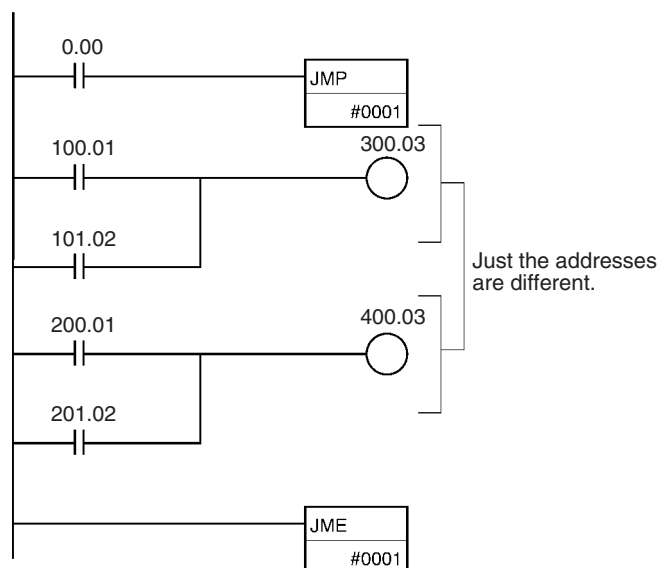 0.00
JMP
#0001
100.01
300.03
101.02
Just the addresses
are different.
200.01
400.03
201.02
JME
#0001